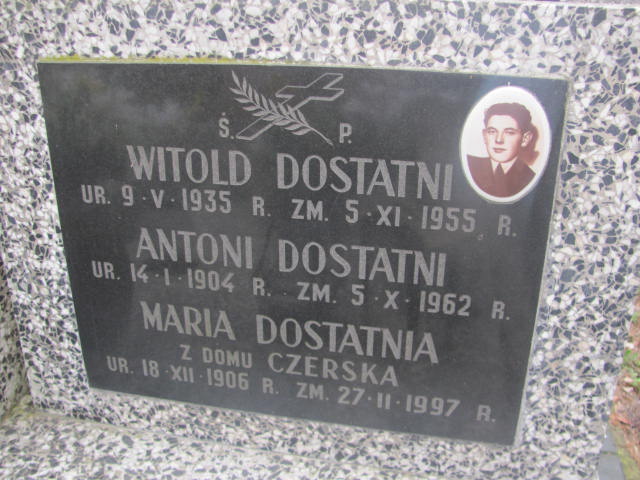 Ś. P.
WITOLD DOSTATNI
UR. 9·V·1935 R. ZM. 5·XI·1955 R.
ANTONI DOSTATNI
UR. 14·I·1904 R. ZM. 5·X·1962 R.
MARIA DOSTATNIA
Z DOMU CZERSKA
UR. 18·XII·1906 R. ZM. 27·II·1997 R.